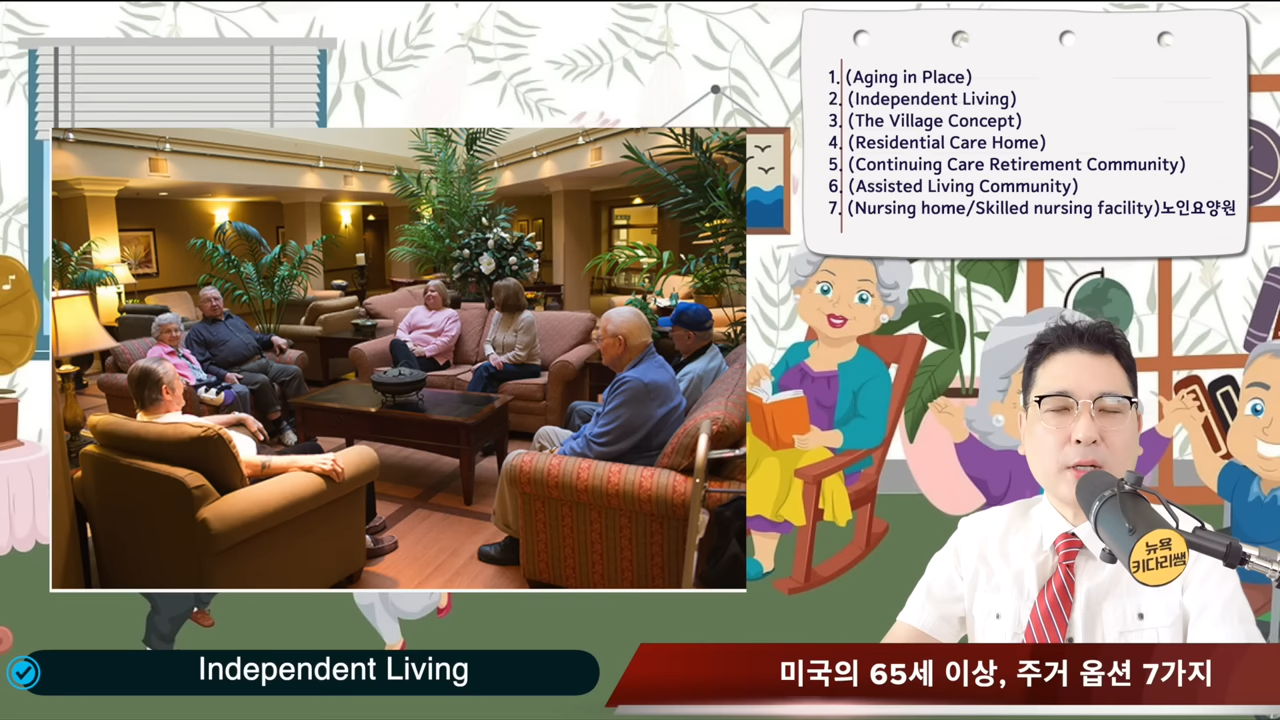 1. (Aging in Place)
2. (Independent Living)
3. (The Village Concept)
4. (Residential Care Home)
5. (Continuing Care Retirement Community)
6. (Assisted Living Community)
7. (Nursing home/Skilled nursing facility)노인요양원
뉴욕
키다리쌤
Independent Living
미국의 65세 이상, 주거 옵션 7가지